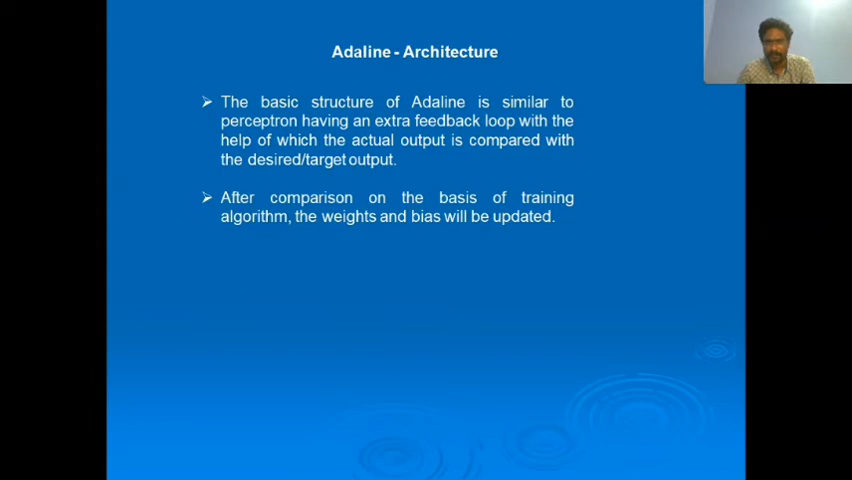 Adaline - Architecture
➢ The basic structure of Adaline is similar to
perceptron having an extra feedback loop with the
help of which the actual output is compared with
the desired/target output.
➢ After comparison on the basis of training
algorithm, the weights and bias will be updated.